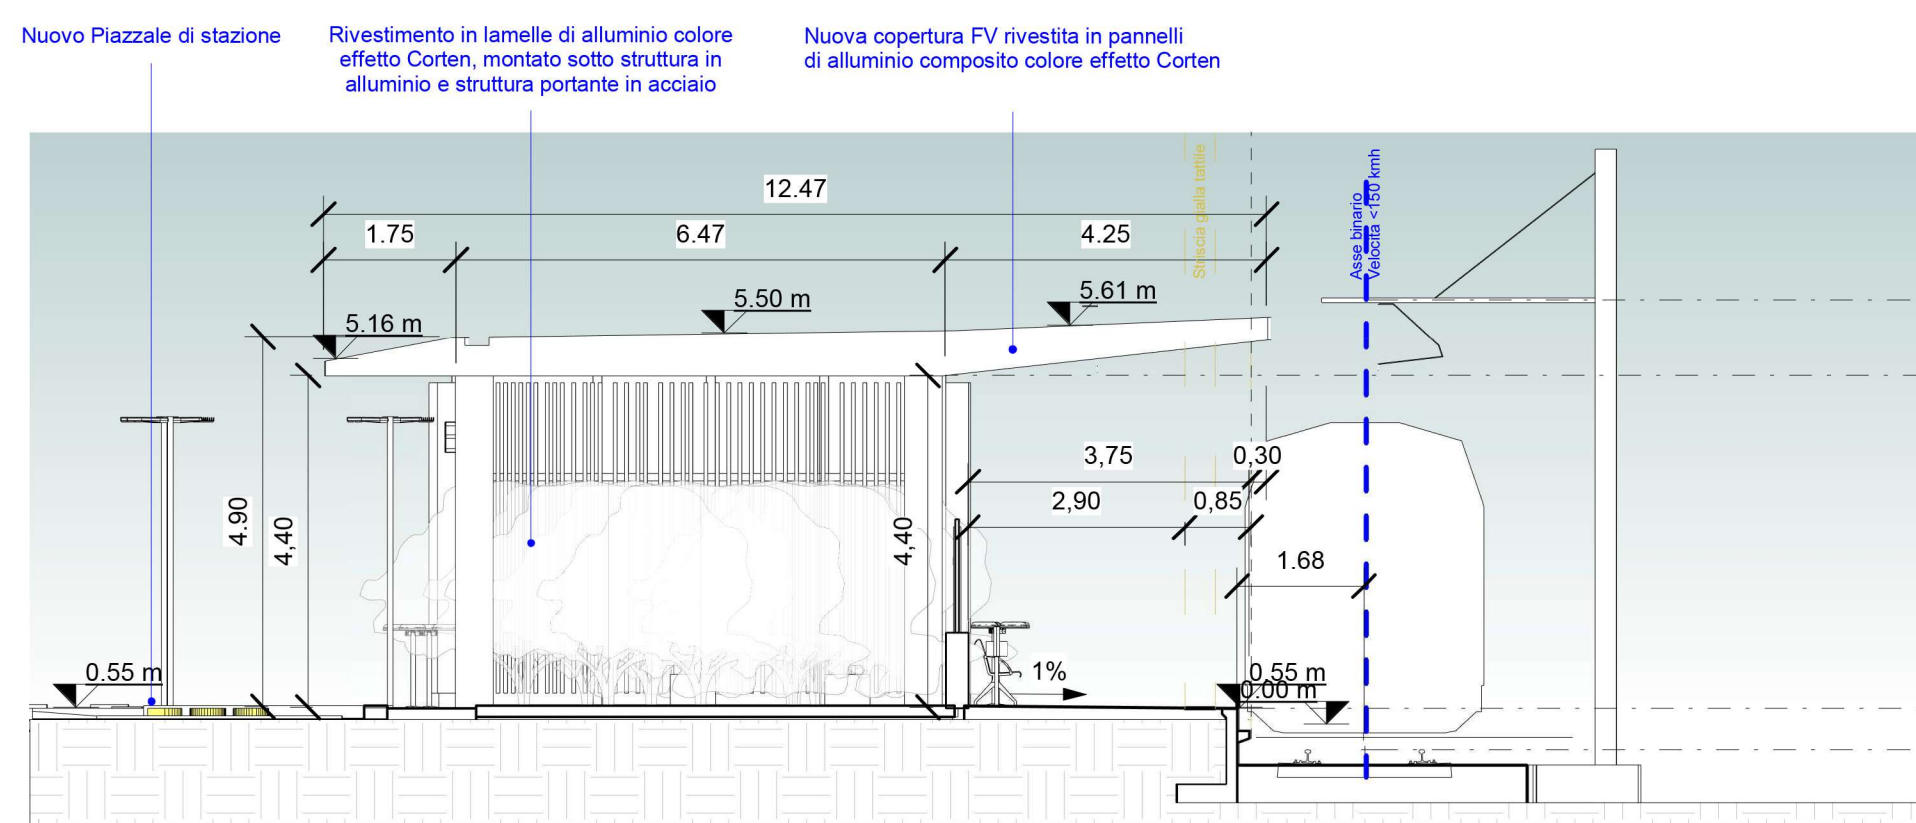 Nuovo Piazzale di stazione
Rivestimento in lamelle di alluminio colore
effetto Corten, montato sotto struttura in
alluminio e struttura portante in acciaio
Nuova copertura FV rivestita in pannelli
di alluminio composito colore effetto Corten
Striscia gialla tattile
Asse binario
Velocità <150 kmh
12.47
1.75
6.47
4.25
5.16 m
5.50 m
5.61 m
3,75
0,30
2,90
0,85
4.90
4,40
4,40
1.68
0.55 m
1%
0.55 m
0.00 m